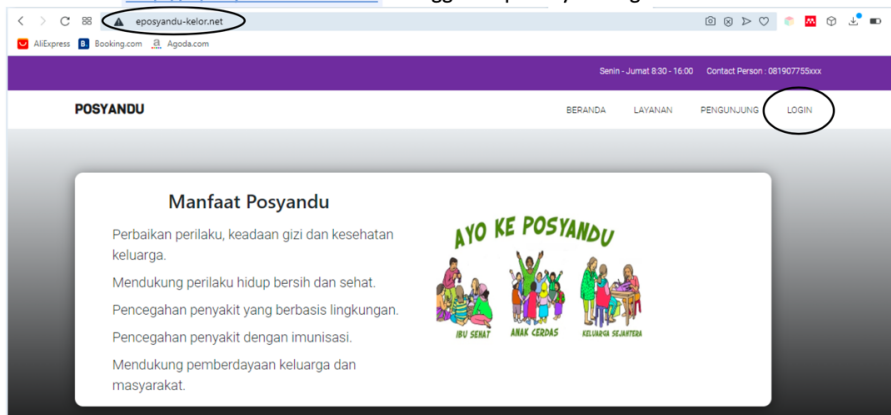 eposyandu-kelor.net
AliExpress B. Booking.com a Agoda.com
Senin - Jumat 8:30 - 16:00 Contact Person : 081907755xxx
POSYANDU BERANDA LAYANAN PENGUNJUNG LOGIN
Manfaat Posyandu
Perbaikan perilaku, keadaan gizi dan kesehatan
keluarga.
Mendukung perilaku hidup bersih dan sehat.
Pencegahan penyakit yang berbasis lingkungan.
Pencegahan penyakit dengan imunisasi.
Mendukung pemberdayaan keluarga dan
masyarakat.
AYO KE POSYANDU
IBU SEHAT ANAK CERDAS KELUARGA SEJAHTERA